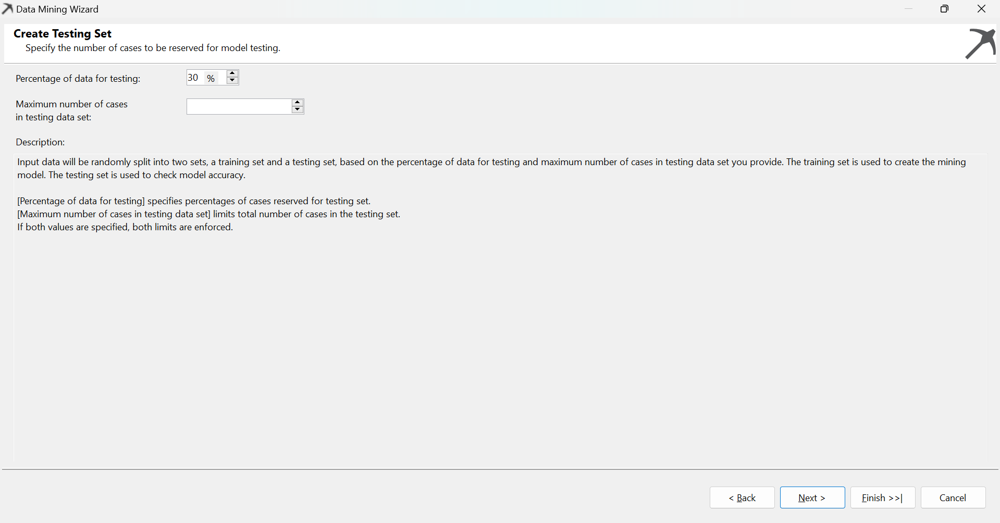 Data Mining Wizard
Create Testing Set
Specify the number of cases to be reserved for model testing.
Percentage of data for testing:
30 %
Maximum number of cases
in testing data set:
Description:
Input data will be randomly split into two sets, a training set and a testing set, based on the percentage of data for testing and maximum number of cases in testing data set you provide. The training set is used to create the mining
model. The testing set is used to check model accuracy.
[Percentage of data for testing] specifies percentages of cases reserved for testing set.
[Maximum number of cases in testing data set] limits total number of cases in the testing set.
If both values are specified, both limits are enforced.
< Back
Next >
Finish >>|
Cancel